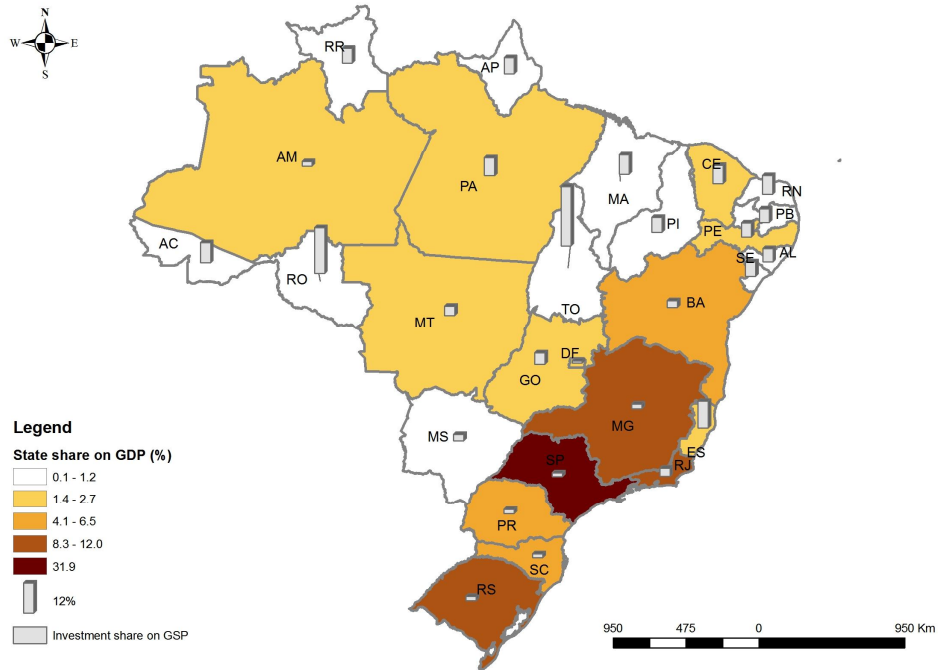 N
W E
S
RR
AP
AM
PA
MA
CE
RN
PB
PI
PE
AL
SE
AC
RO
TO
BA
MT
DF
GO
MG
MS
ES
SP
RJ
PR
SC
RS
Legend
State share on GDP (%)
0.1 - 1.2
1.4 - 2.7
4.1 - 6.5
8.3 - 12.0
31.9
12%
Investment share on GSP
950 475 0 950 Km